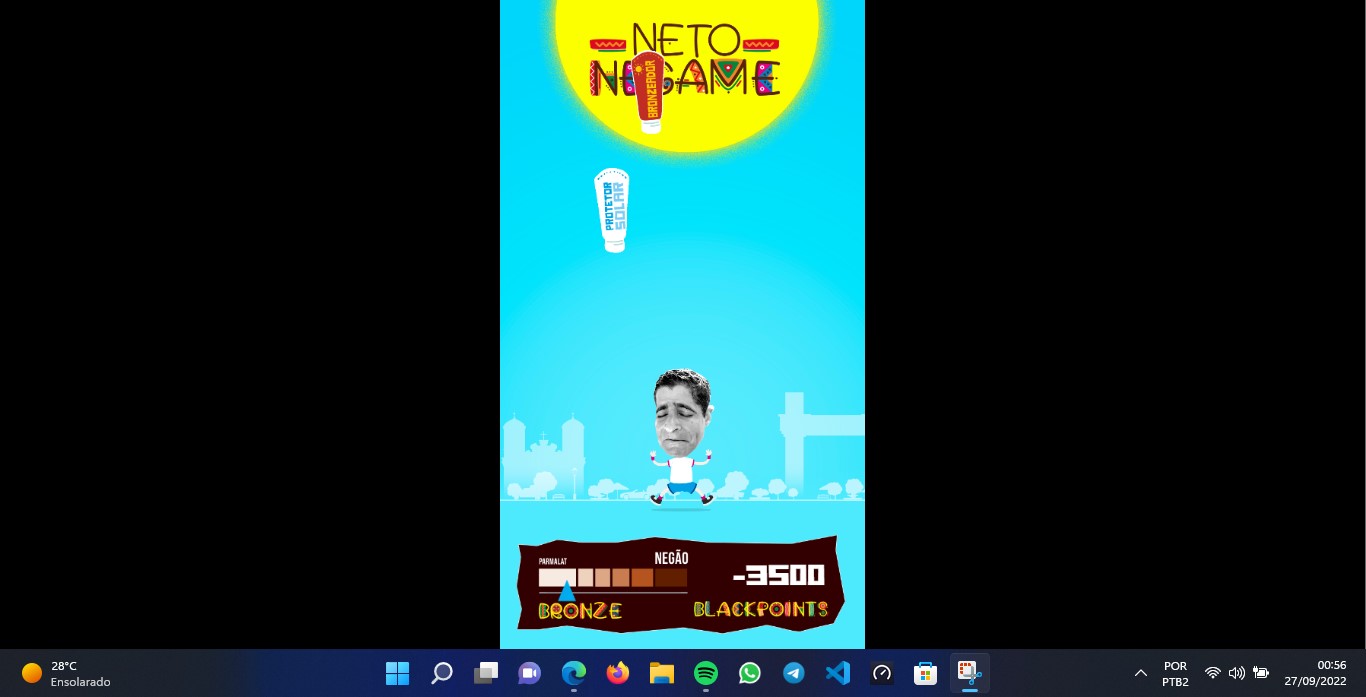 NETO
NEGAME
BRONZEADOR
PROTETOR
SOLAR
PARMALAT
NEGÃO
-3500
BRONZE
BLACKPOINTS
28°C
Ensolarado
POR
PTB2
00:56
27/09/2022